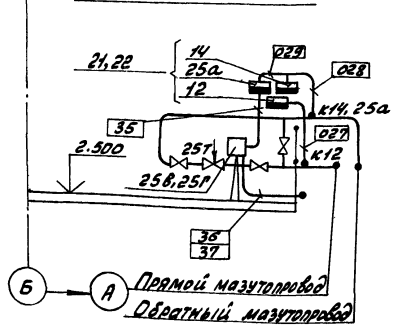 14
029
21,22
25а
028
12
к14,25а
35
027
2.500
25т
к12
25в,25г
36
37
Б
А
Прямой мазутопровод
Обратный мазутопровод